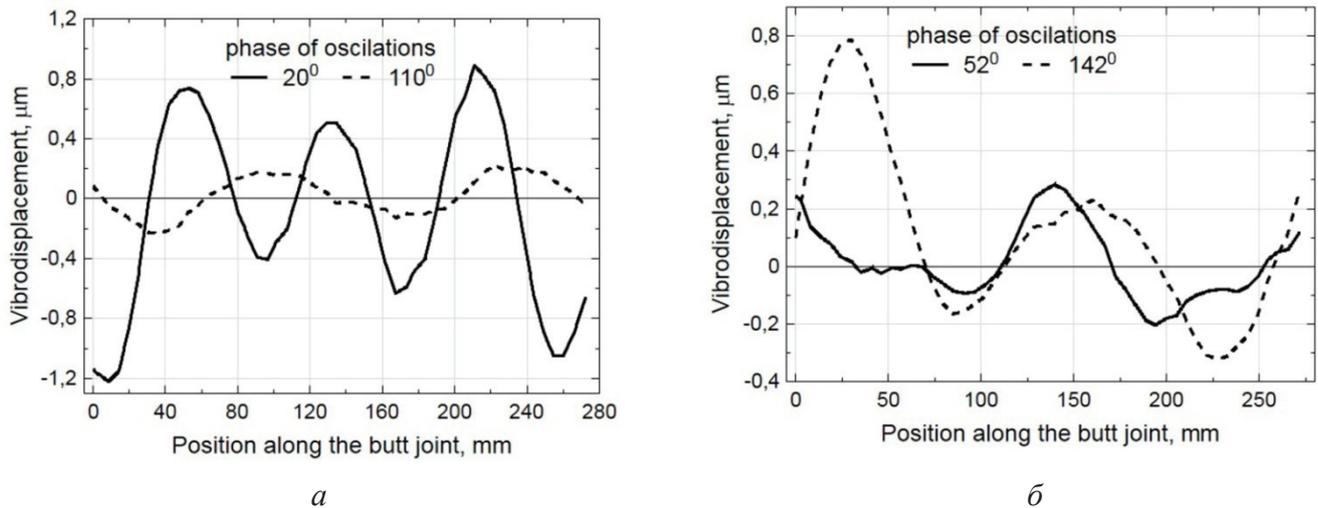 Vibrodisplacement, μm
1,2
0,8
0,4
0
-0,4
-0,8
-1,2
phase of oscilations
20⁰ 110⁰
0 40 80 120 160 200 240 280
Position along the butt joint, mm
а
Vibrodisplacement, μm
0,8
0,6
0,4
0,2
0
-0,2
-0,4
phase of oscilations
52⁰ 142⁰
0 50 100 150 200 250
Position along the butt joint, mm
б